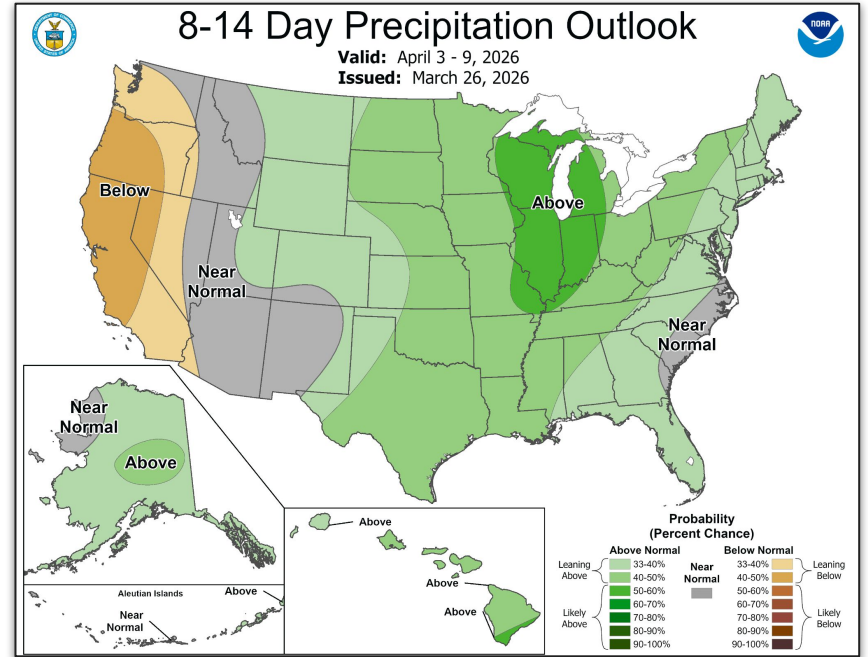 8-14 Day Precipitation Outlook
Valid: April 3 - 9, 2026
Issued: March 26, 2026
NOAA
Below
Near
Normal
Above
Near
Normal
Near
Normal
Above
Above
Above
Above
Aleutian Islands
Above
Near
Normal
Probability
(Percent Chance)
Above Normal
Below Normal
Leaning
Above
33-40%
40-50%
Likely
Above
50-60%
60-70%
70-80%
80-90%
90-100%
Near
Normal
33-40%
40-50%
Leaning
Below
50-60%
60-70%
70-80%
80-90%
90-100%
Likely
Below